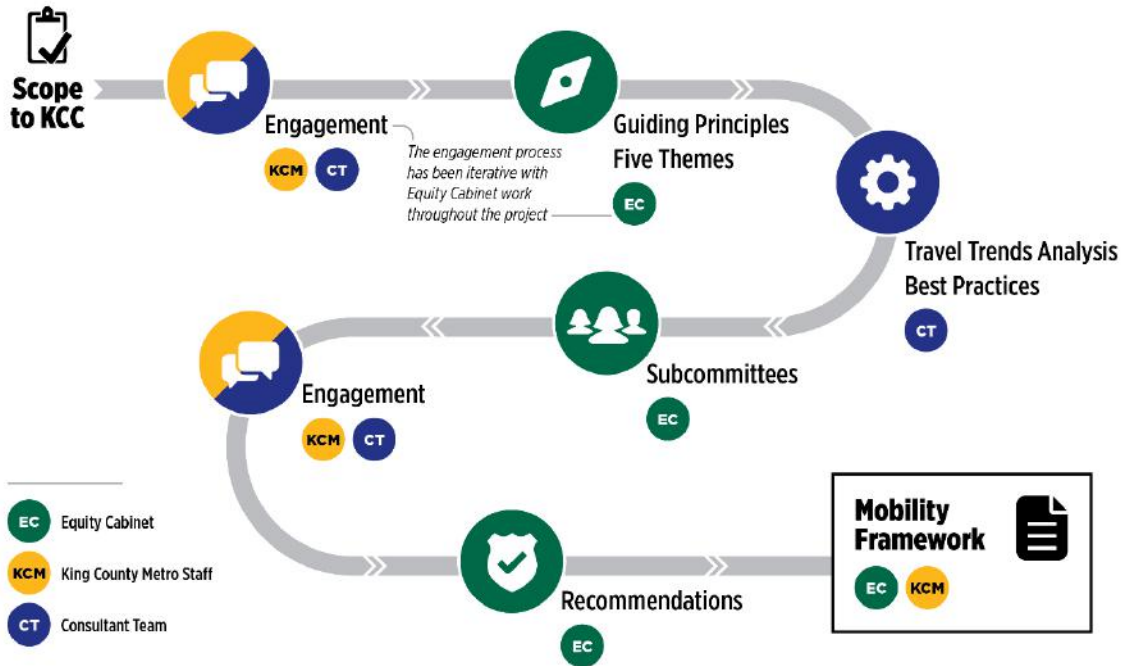 Scope
to KCC
Engagement
KCM CT
The engagement process
has been iterative with
Equity Cabinet work
throughout the project
Guiding Principles
Five Themes
EC
Travel Trends Analysis
Best Practices
CT
Subcommittees
EC
Engagement
KCM CT
Recommendations
EC
Mobility
Framework
EC KCM
EC Equity Cabinet
KCM King County Metro Staff
CT Consultant Team